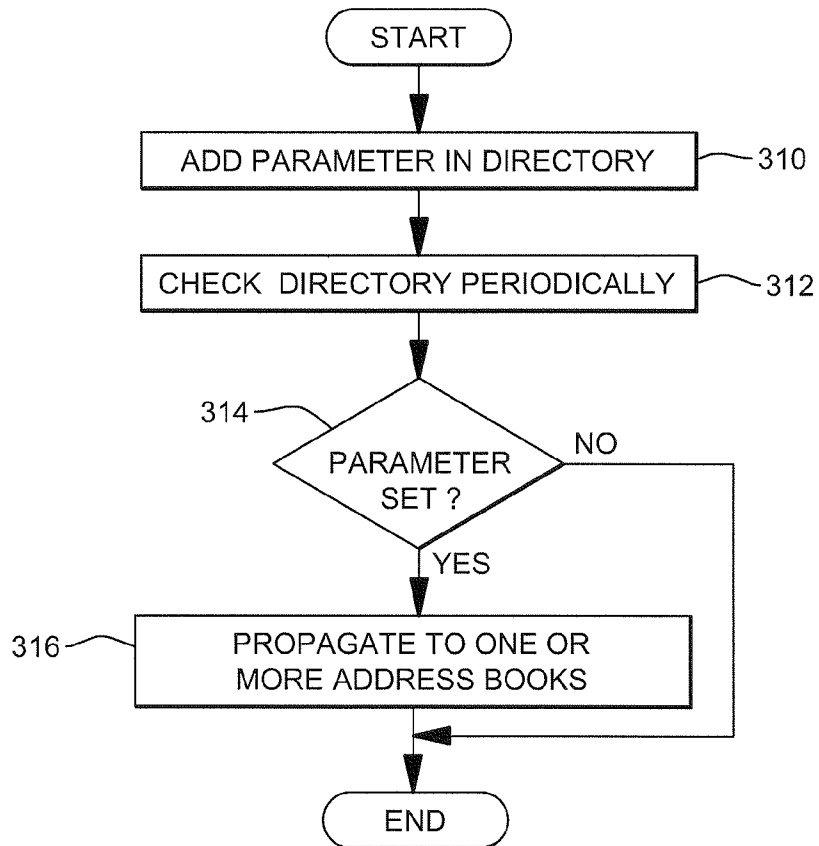 START
ADD PARAMETER IN DIRECTORY
310
CHECK DIRECTORY PERIODICALLY
312
314
PARAMETER
SET ?
NO
YES
316
PROPAGATE TO ONE OR
MORE ADDRESS BOOKS
END